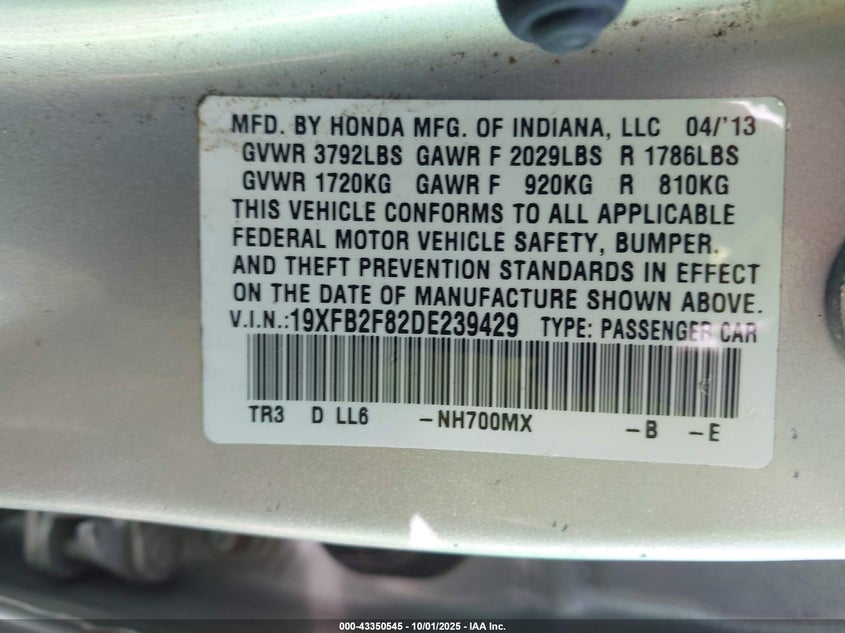 MFD. BY HONDA MFG. OF INDIANA, LLC 04/'13
GVWR 3792LBS GAWR F 2029LBS R 1786LBS
GVWR 1720KG GAWR F 920KG R 810KG
THIS VEHICLE CONFORMS TO ALL APPLICABLE
FEDERAL MOTOR VEHICLE SAFETY, BUMPER.
AND THEFT PREVENTION STANDARDS IN EFFECT
ON THE DATE OF MANUFACTURE SHOWN ABOVE.
V.I.N.:19XFB2F82DE239429 TYPE: PASSENGER CAR
TR3 D LL6 -NH700MX -B -E
000-43350545 - 10/01/2025 - IAA Inc.